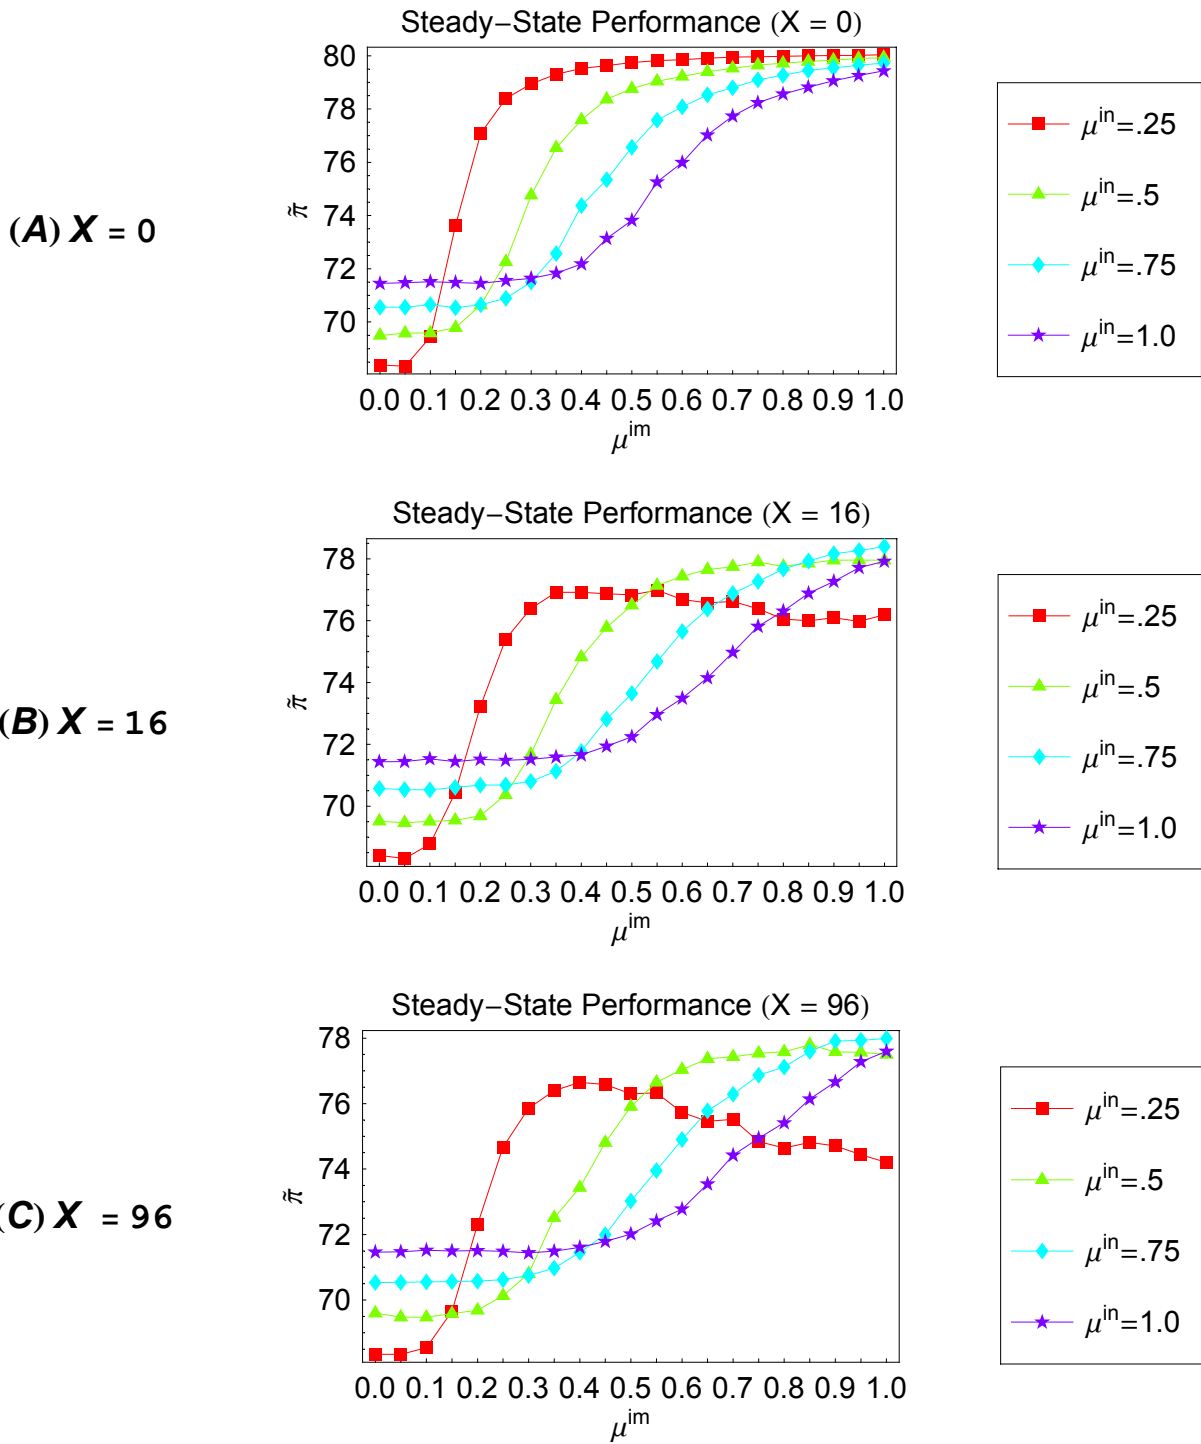 Steady–State Performance (X = 0)
80
78
76
74
72
70
π̃
0.0 0.1 0.2 0.3 0.4 0.5 0.6 0.7 0.8 0.9 1.0
μ^im
μ^in=.25
μ^in=.5
μ^in=.75
μ^in=1.0
(A) X = 0
Steady–State Performance (X = 16)
78
76
74
72
70
π̃
0.0 0.1 0.2 0.3 0.4 0.5 0.6 0.7 0.8 0.9 1.0
μ^im
μ^in=.25
μ^in=.5
μ^in=.75
μ^in=1.0
(B) X = 16
Steady–State Performance (X = 96)
78
76
74
72
70
π̃
0.0 0.1 0.2 0.3 0.4 0.5 0.6 0.7 0.8 0.9 1.0
μ^im
μ^in=.25
μ^in=.5
μ^in=.75
μ^in=1.0
(C) X = 96